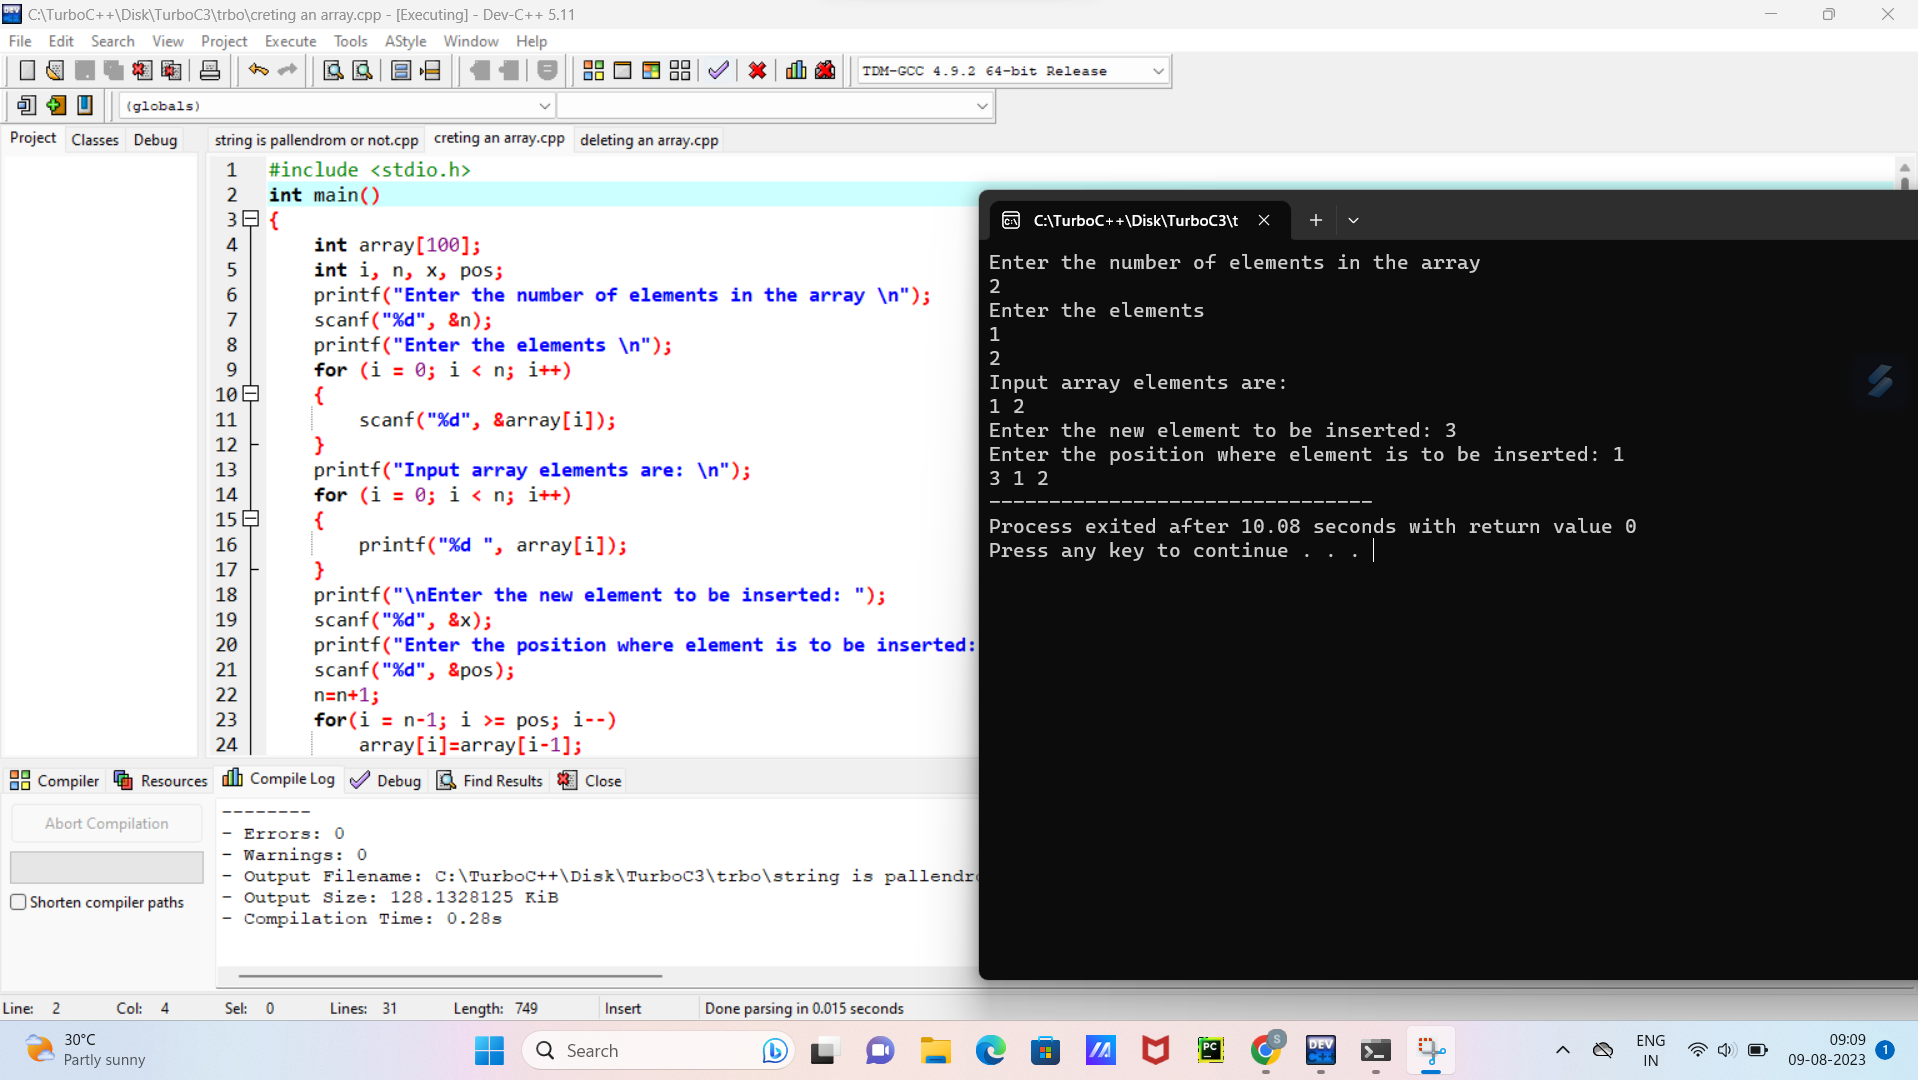 C:\TurboC++\Disk\TurboC3\trbo\creting an array.cpp - [Executing] - Dev-C++ 5.11
File Edit Search View Project Execute Tools AStyle Window Help
TDM-GCC 4.9.2 64-bit Release
(globals)
Project Classes Debug
string is pallendrom or not.cpp creting an array.cpp deleting an array.cpp
1 #include <stdio.h>
2 int main()
3 {
4 int array[100];
5 int i, n, x, pos;
6 printf("Enter the number of elements in the array \n");
7 scanf("%d", &n);
8 printf("Enter the elements \n");
9 for (i = 0; i < n; i++)
10 {
11 scanf("%d", &array[i]);
12 }
13 printf("Input array elements are: \n");
14 for (i = 0; i < n; i++)
15 {
16 printf("%d ", array[i]);
17 }
18 printf("\nEnter the new element to be inserted: ");
19 scanf("%d", &x);
20 printf("Enter the position where element is to be inserted:
21 scanf("%d", &pos);
22 n=n+1;
23 for(i = n-1; i >= pos; i--)
24 array[i]=array[i-1];
C:\TurboC++\Disk\TurboC3\t
Enter the number of elements in the array
2
Enter the elements
1
2
Input array elements are:
1 2
Enter the new element to be inserted: 3
Enter the position where element is to be inserted: 1
3 1 2
--------------------------------
Process exited after 10.08 seconds with return value 0
Press any key to continue . . .
Compiler Resources Compile Log Debug Find Results Close
Abort Compilation
Shorten compiler paths
--------
- Errors: 0
- Warnings: 0
- Output Filename: C:\TurboC++\Disk\TurboC3\trbo\string is pallendr
- Output Size: 128.1328125 KiB
- Compilation Time: 0.28s
Line: 2 Col: 4 Sel: 0 Lines: 31 Length: 749 Insert Done parsing in 0.015 seconds
30°C
Partly sunny
Search
PC
S
DEV
ENG
IN
09:09
09-08-2023
1